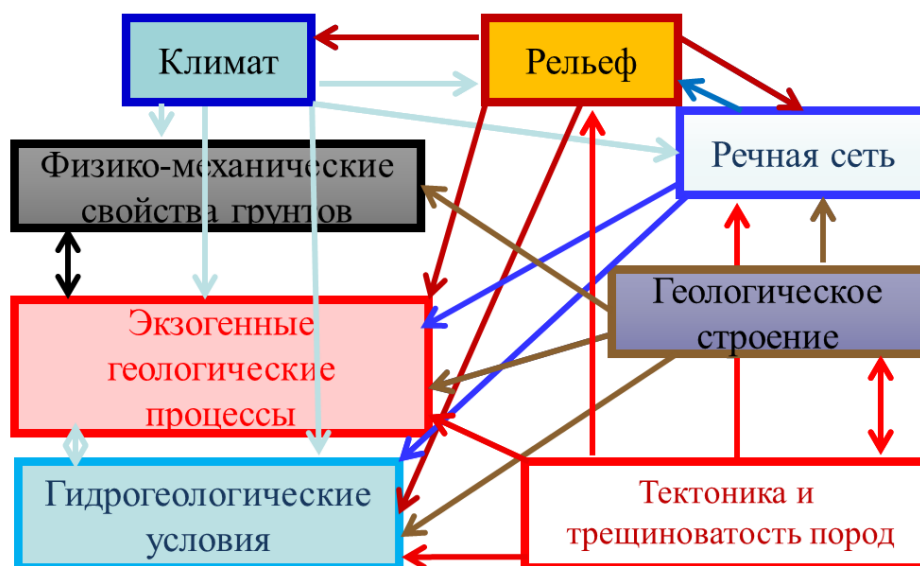 Климат
Рельеф
Физико-механические
свойства грунтов
Речная сеть
Экзогенные
геологические
процессы
Геологическое
строение
Гидрогеологические
условия
Тектоника и
трещиноватость пород